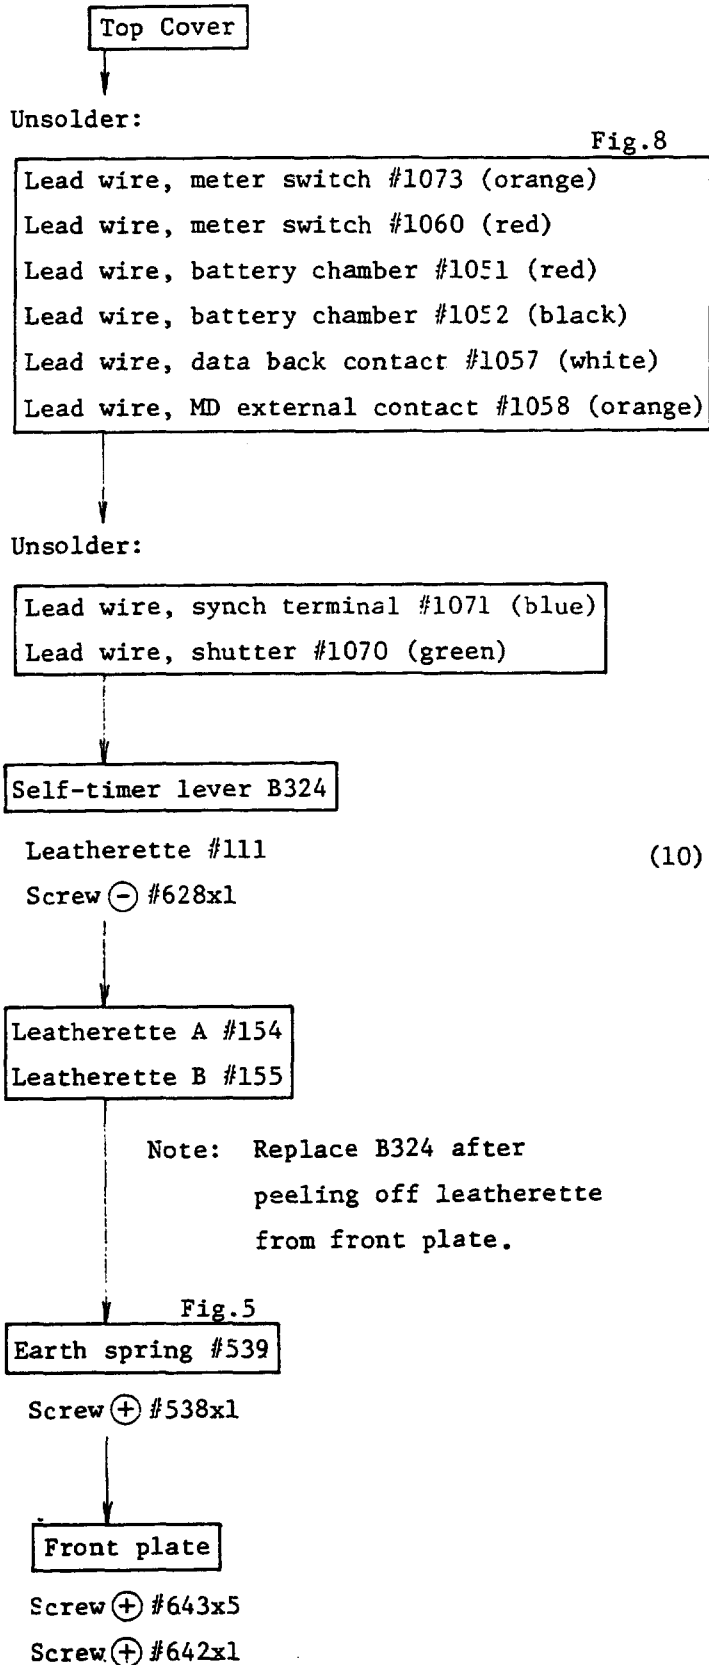 Top Cover
Unsolder:
Fig.8
Lead wire, meter switch #1073 (orange)
Lead wire, meter switch #1060 (red)
Lead wire, battery chamber #1051 (red)
Lead wire, battery chamber #1052 (black)
Lead wire, data back contact #1057 (white)
Lead wire, MD external contact #1058 (orange)
Unsolder:
Lead wire, synch terminal #1071 (blue)
Lead wire, shutter #1070 (green)
Self-timer lever B324
Leatherette #111
(10)
Screw ⊖ #628x1
Leatherette A #154
Leatherette B #155
Note: Replace B324 after
peeling off leatherette
from front plate.
Fig.5
Earth spring #539
Screw ⊕ #538x1
Front plate
Screw ⊕ #643x5
Screw ⊕ #642x1